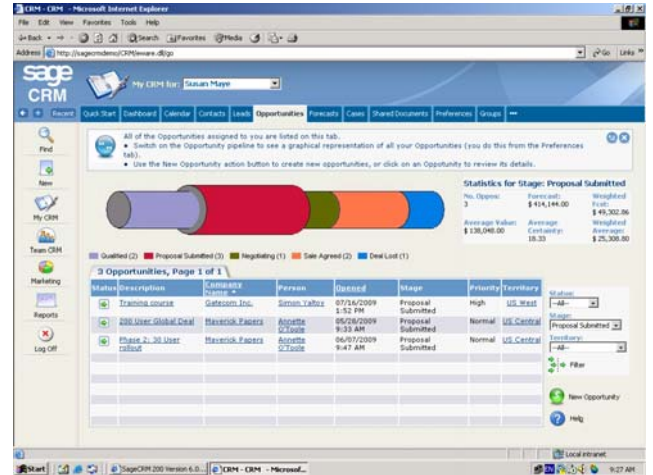 CRM - CRM - Microsoft Internet Explorer
File Edit View Favorites Tools Help
Back Search Favorites Media
Address http://sagecrmdemo/CRM/eware.dll/go Go Links
sage CRM
My CRM for: Susan Maye
Recent Quick Start Dashboard Calendar Contacts Leads Opportunities Forecasts Cases Shared Documents Preferences Groups
Find
New
My CRM
Team CRM
Marketing
Reports
Log Off
All of the Opportunities assigned to you are listed on this tab.
• Switch on the Opportunity pipeline to see a graphical representation of all your Opportunities (you do this from the Preferences tab).
• Use the New Opportunity action button to create new opportunities, or click on an Opportunity to review its details.
Statistics for Stage: Proposal Submitted
No. Oppos: Forecast: Weighted Fcst:
3 $ 414,144.00 $ 49,302.86
Average Value: Average Certainty: Weighted Average:
$ 138,048.00 18.33 $ 25,308.80
Qualified (2) Proposal Submitted (3) Negotiating (1) Sale Agreed (2) Deal Lost (1)
3 Opportunities, Page 1 of 1
Status Description Company Name Person Opened Stage Priority Territory
Training course Gatecom Inc. Simon Yaltoy 07/16/2009 1:52 PM Proposal Submitted High US West
200 User Global Deal Maverick Papers Annette O'Toole 05/26/2009 9:33 AM Proposal Submitted Normal US Central
Phase 2: 30 User rollout Maverick Papers Annette O'Toole 06/07/2009 9:47 AM Proposal Submitted Normal US Central
Status:
--All--
Stage:
Proposal Submitted
Territory:
--All--
Filter
New Opportunity
Help
Local intranet
Start SageCRM 200 Version 6.0... CRM - CRM - Microsof... EN 9:27 AM